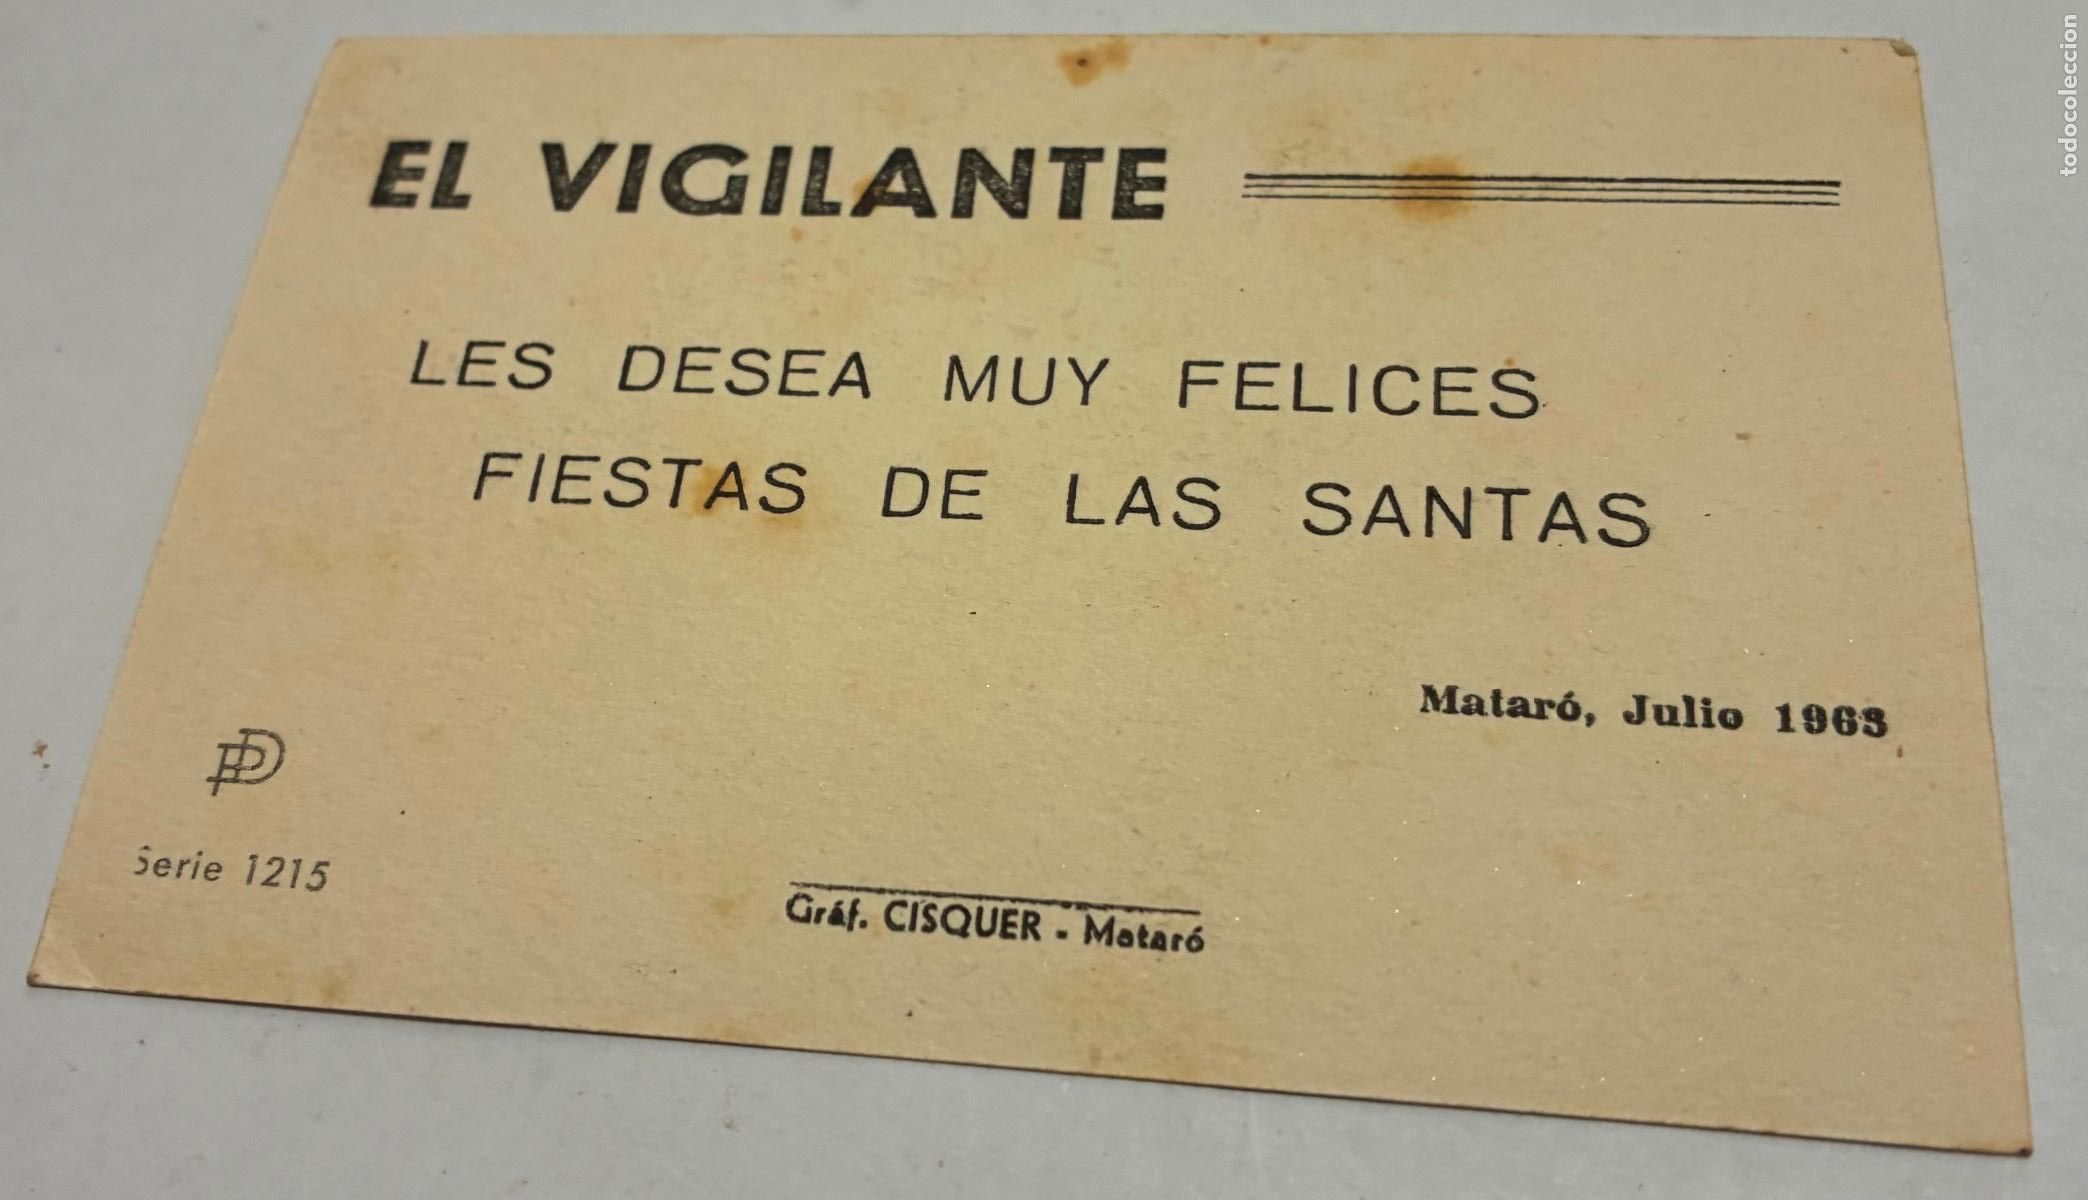 EL VIGILANTE
LES DESEA MUY FELICES
FIESTAS DE LAS SANTAS
Mataró, Julio 1963
PD
Serie 1215
Gráf. CISQUER - Mataró
todocoleccion